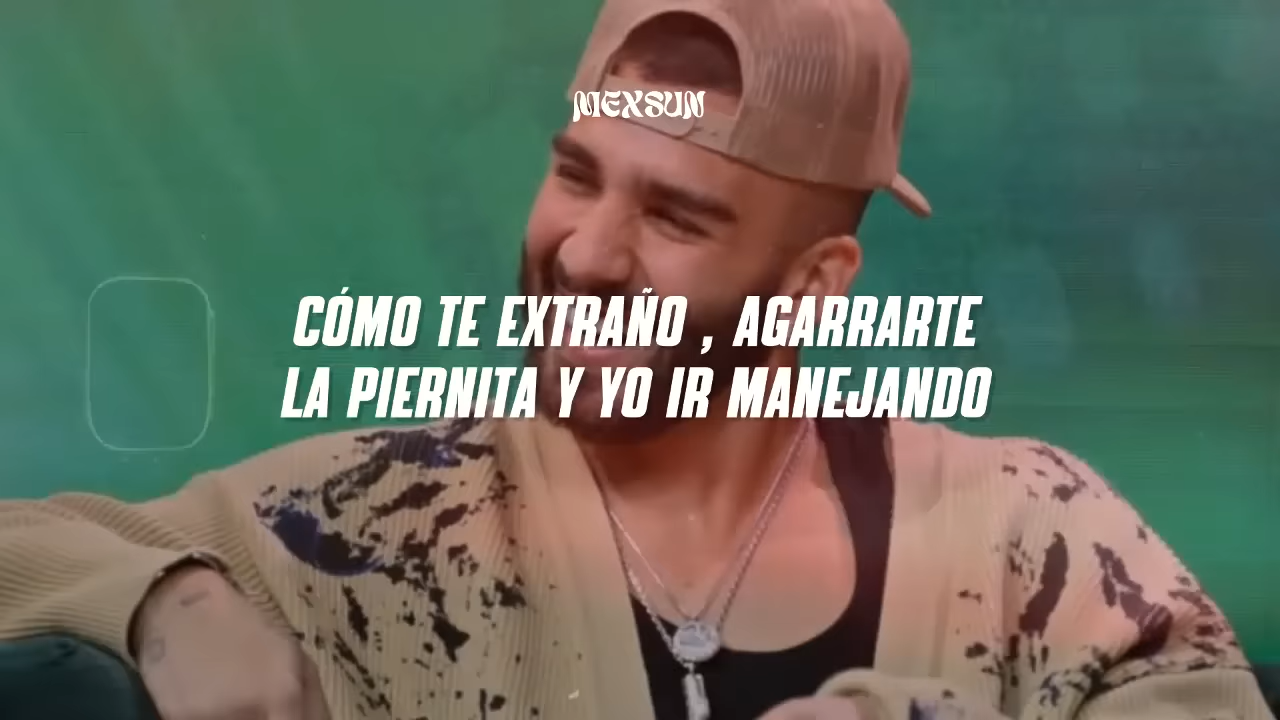 MEXSUN
CÓMO TE EXTRAÑO , AGARRARTE
LA PIERNITA Y YO IR MANEJANDO